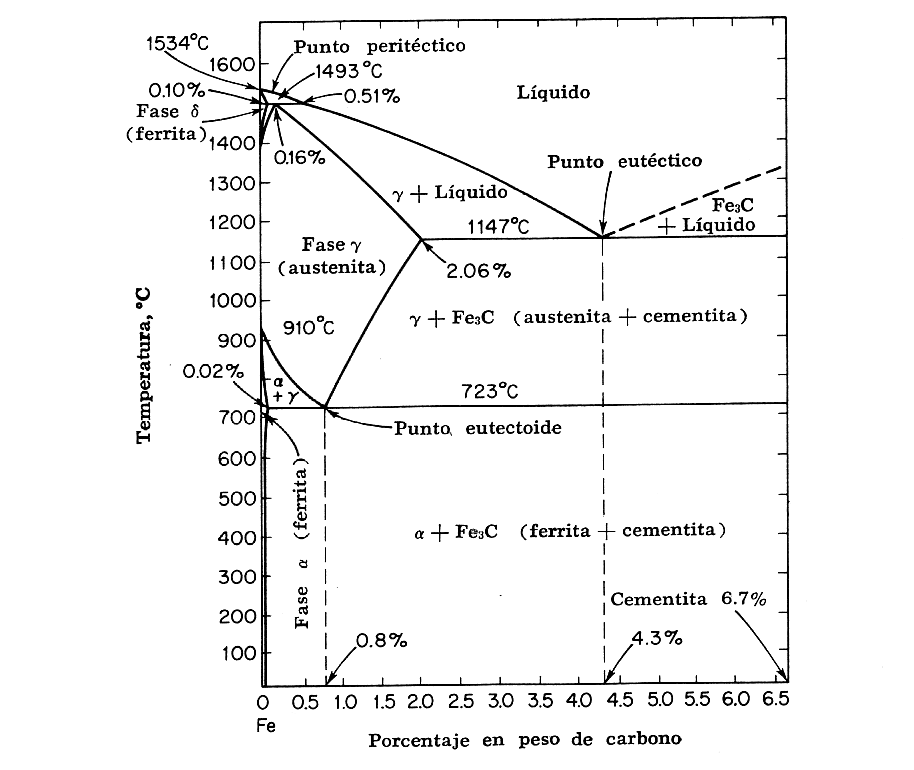 1534°C
Punto peritéctico
1600
1493°C
0.10%
0.51%
Líquido
Fase δ
(ferrita)
1400
0.16%
Punto eutéctico
1300
γ + Líquido
Fe₃C
+ Líquido
1200
1147°C
Fase γ
(austenita)
1100
2.06%
1000
γ + Fe₃C (austenita + cementita)
910°C
900
0.02%
α
+ γ
723°C
700
Punto eutectoide
600
500
α + Fe₃C (ferrita + cementita)
400
300
Fase α (ferrita)
200
Cementita 6.7%
100
0.8%
4.3%
Temperatura, °C
0 0.5 1.0 1.5 2.0 2.5 3.0 3.5 4.0 4.5 5.0 5.5 6.0 6.5
Fe
Porcentaje en peso de carbono